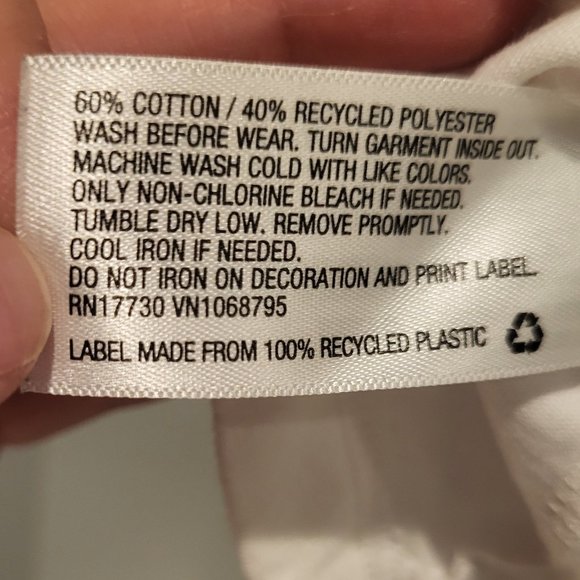 60% COTTON / 40% RECYCLED POLYESTER
WASH BEFORE WEAR. TURN GARMENT INSIDE OUT.
MACHINE WASH COLD WITH LIKE COLORS.
ONLY NON-CHLORINE BLEACH IF NEEDED.
TUMBLE DRY LOW. REMOVE PROMPTLY.
COOL IRON IF NEEDED.
DO NOT IRON ON DECORATION AND PRINT LABEL.
RN17730 VN1068795
LABEL MADE FROM 100% RECYCLED PLASTIC